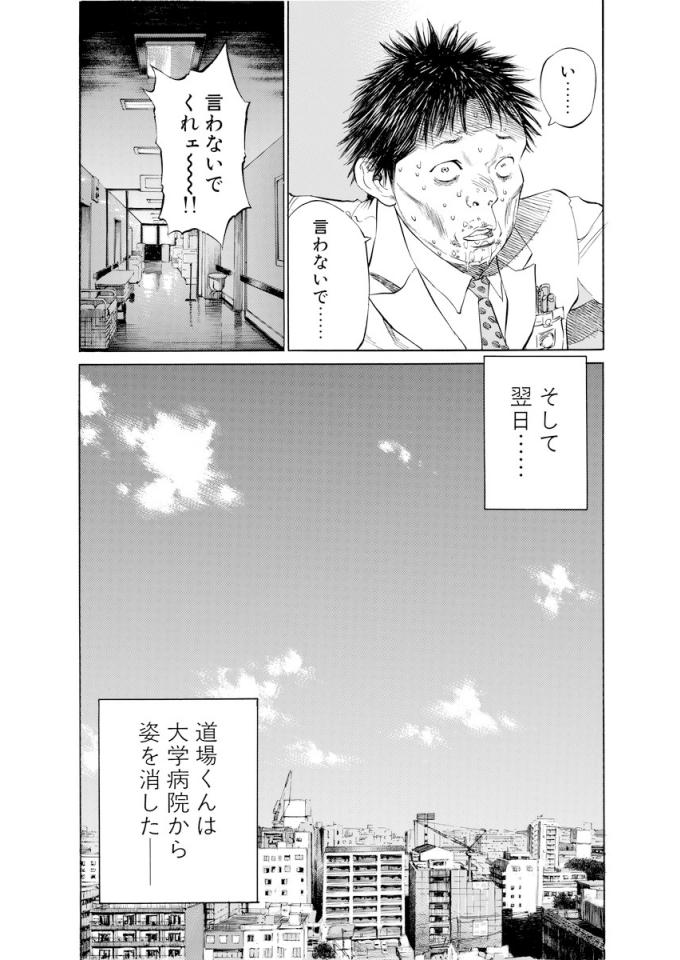 い……
言わないで……
言わないで
くれェ〜〜〜!!
そして
翌日……
道場くんは
大学病院から
姿を消した──